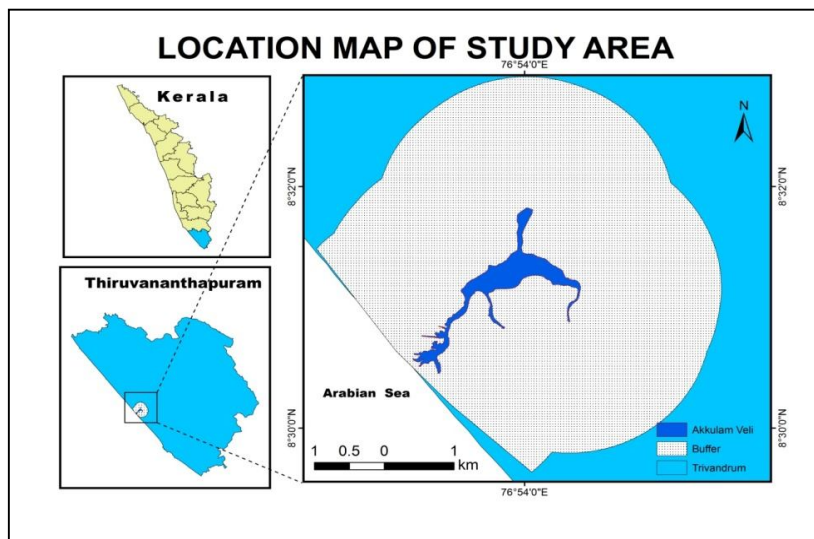 LOCATION MAP OF STUDY AREA
Kerala
Thiruvananthapuram
76°54'0"E
N
8°32'0"N
8°32'0"N
8°30'0"N
8°30'0"N
Arabian Sea
1 0.5 0 1
km
Akkulam Veli
Buffer
Trivandrum
76°54'0"E